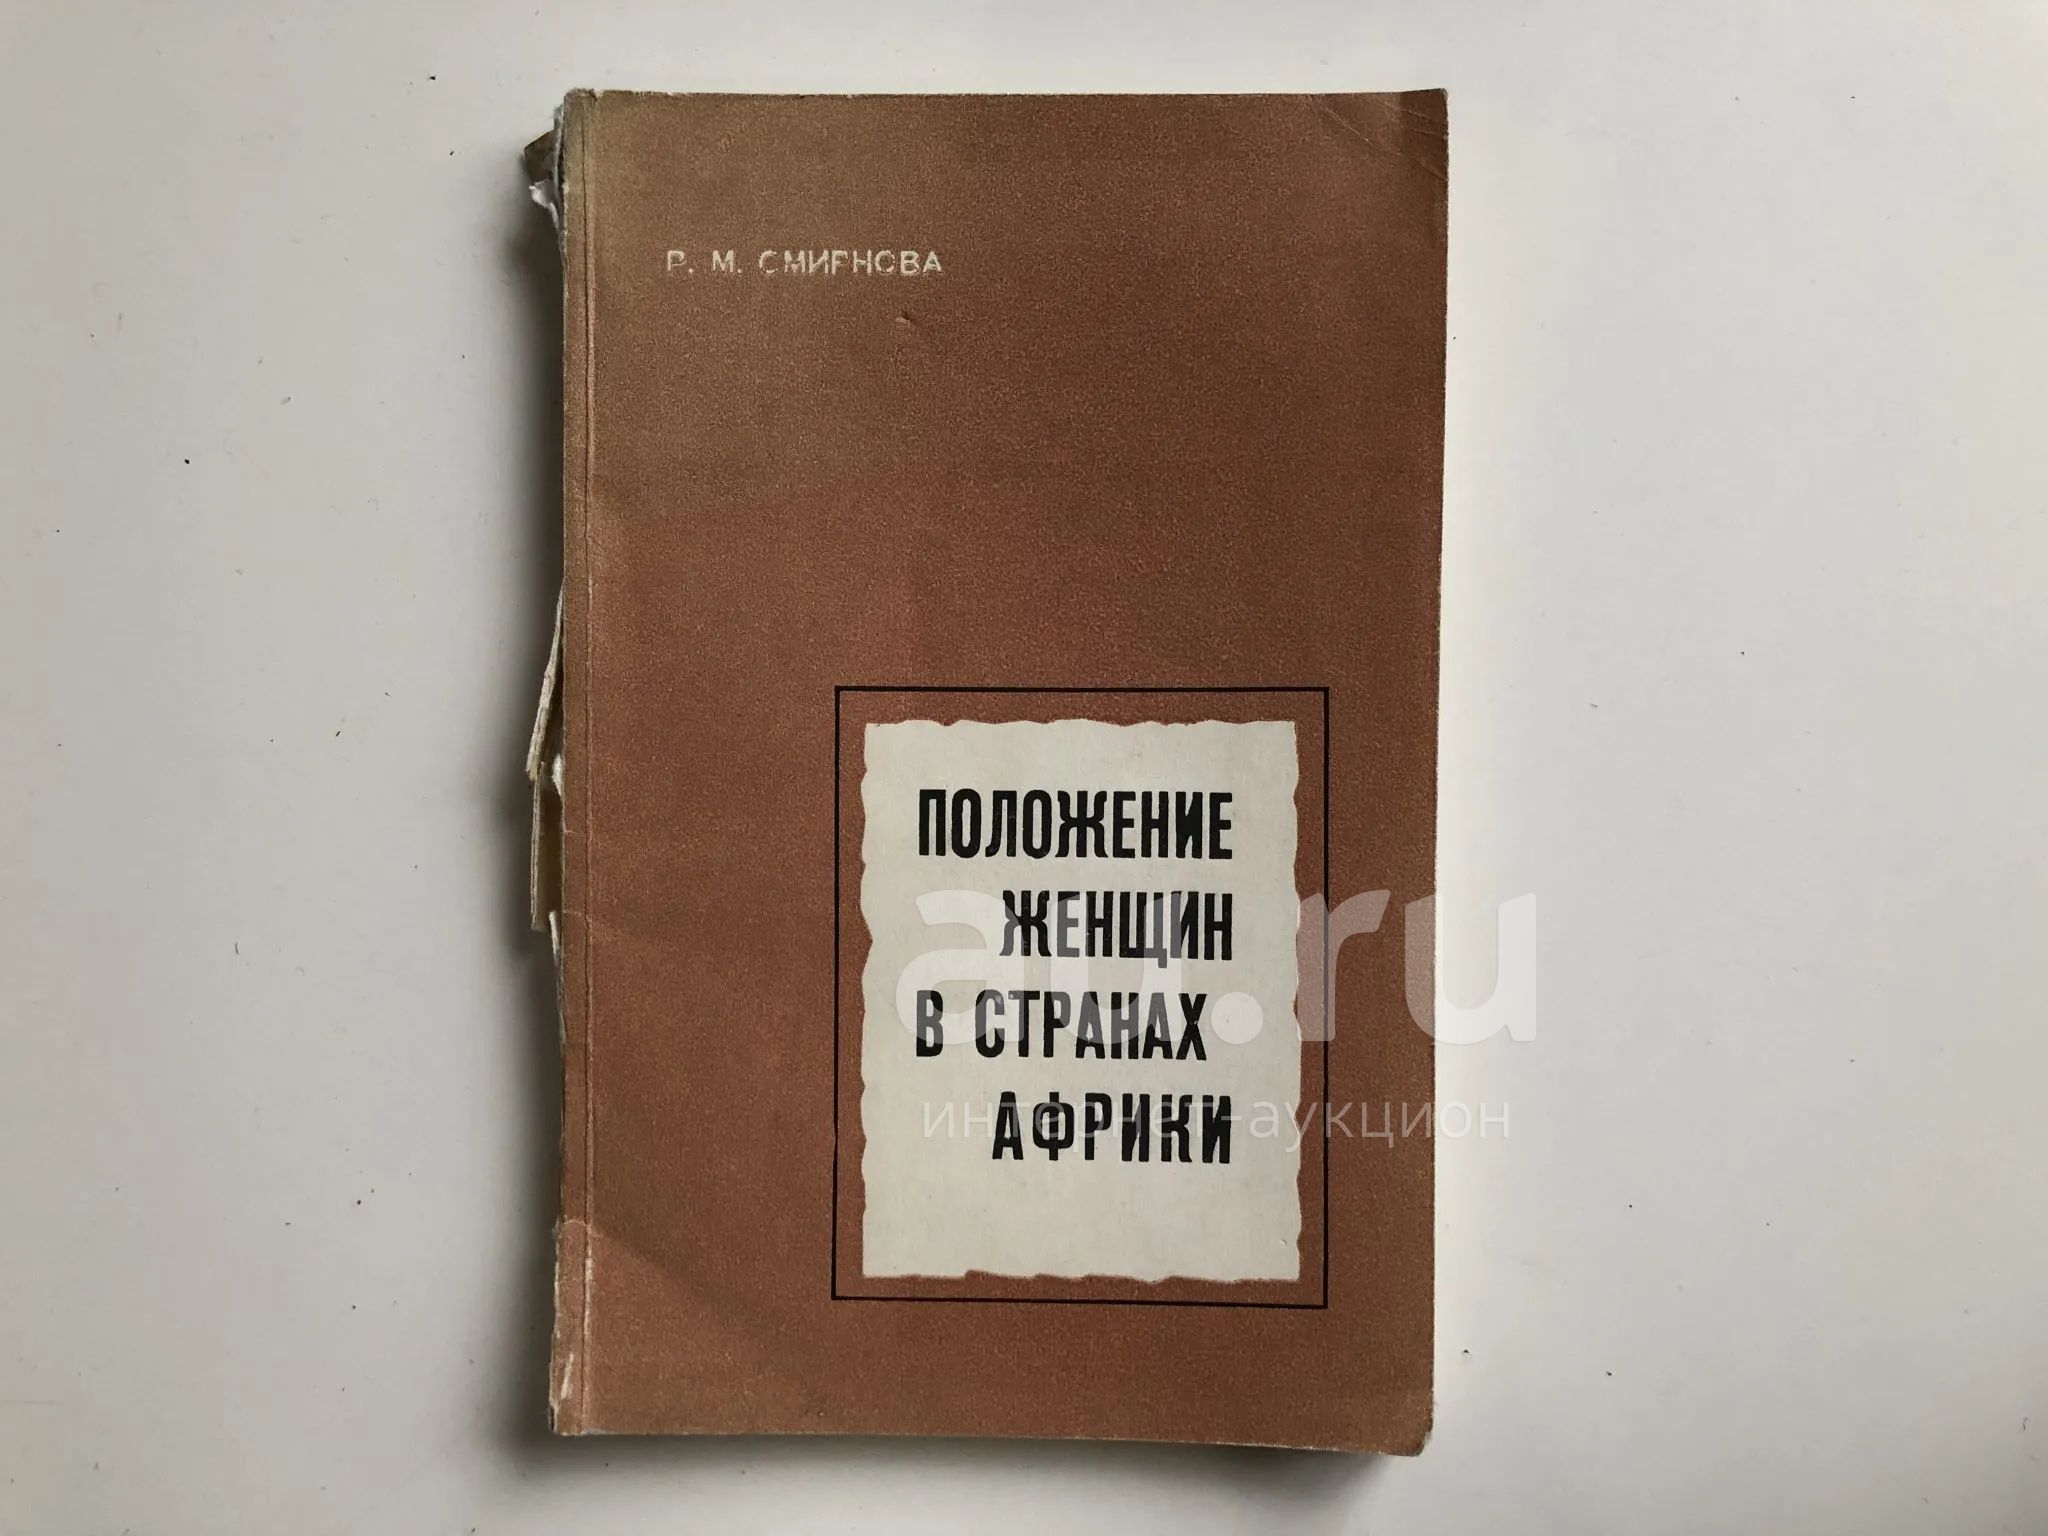 Р. М. СМИРНОВА
ПОЛОЖЕНИЕ
ЖЕНЩИН
В СТРАНАХ
АФРИКИ
au.ru
интернет-аукцион